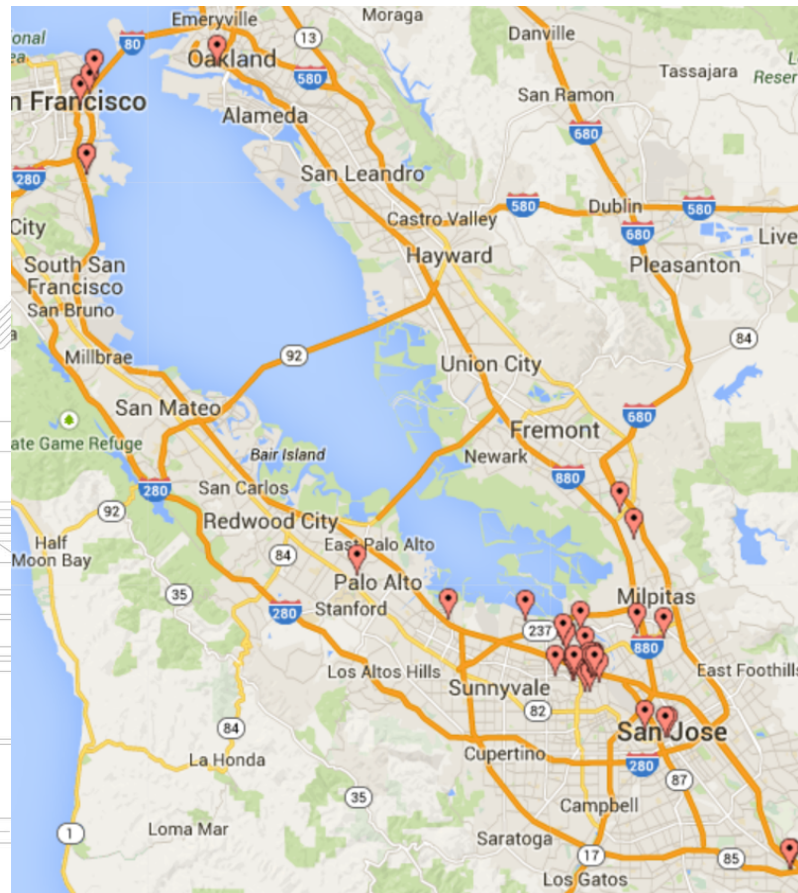 Emeryville
Moraga
ional
ea
80
13
Danville
Oakland
580
Tassajara
L
Reser
San Ramon
n Francisco
Alameda
680
San Leandro
280
580
Dublin
580
Castro Valley
City
680
Live
Hayward
South San
Francisco
Pleasanton
San Bruno
a
84
Millbrae
92
Union City
San Mateo
680
ate Game Refuge
Fremont
Bair Island
Newark
880
280
San Carlos
92
Redwood City
Half
Moon Bay
84
East Palo Alto
Palo Alto
35
Stanford
280
Milpitas
237
880
Los Altos Hills
East Foothills
Sunnyvale
82
84
San Jose
Cupertino
La Honda
280
87
35
Campbell
1
Loma Mar
Saratoga
17
85
Los Gatos